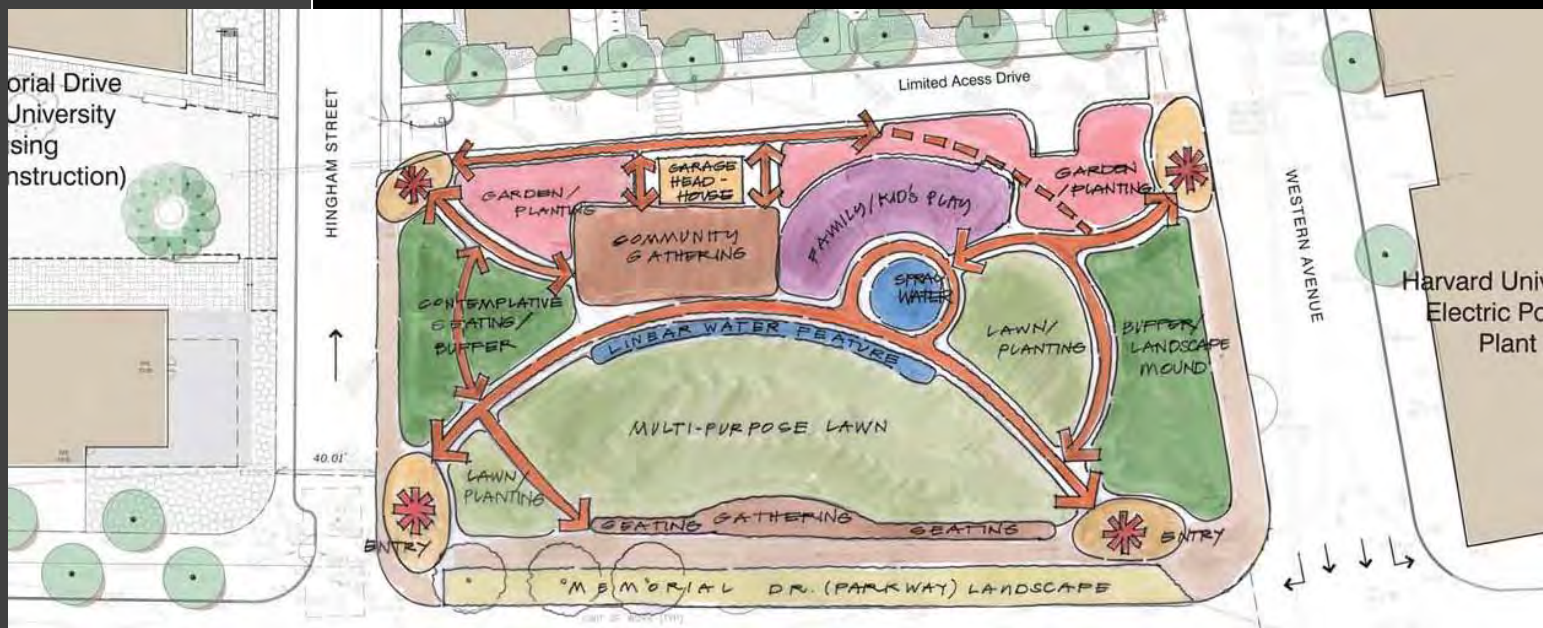 orial Drive
University
sing
nstruction)
HINGHAM STREET
Limited Acess Drive
WESTERN AVENUE
Harvard Univ
Electric Po
Plant
GARDEN/
PLANTING
GARAGE
HEAD-
HOUSE
GARDEN
/PLANTING
FAMILY/KID'S PLAY
COMMUNITY
GATHERING
SPRAY
WATER
CONTEMPLATIVE
SEATING/
BUFFER
LINEAR WATER FEATURE
LAWN/
PLANTING
BUFFER/
LANDSCAPE
MOUND
MULTI-PURPOSE LAWN
40.01'
LAWN/
PLANTING
SEATING GATHERING SEATING
ENTRY
ENTRY
MEMORIAL DR. (PARKWAY) LANDSCAPE